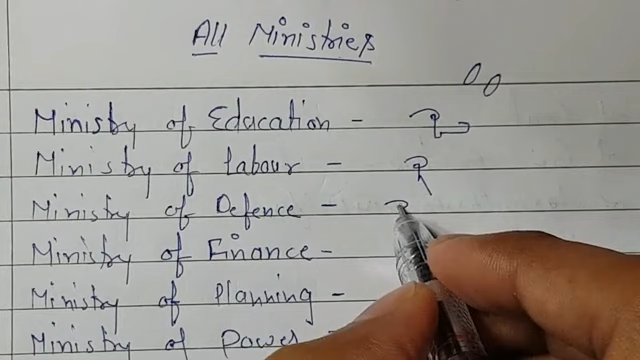 All Ministries
Ministry of Education -
Ministry of Labour -
Ministry of Defence -
Ministry of Finance -
Ministry of Planning -
Ministry of Power